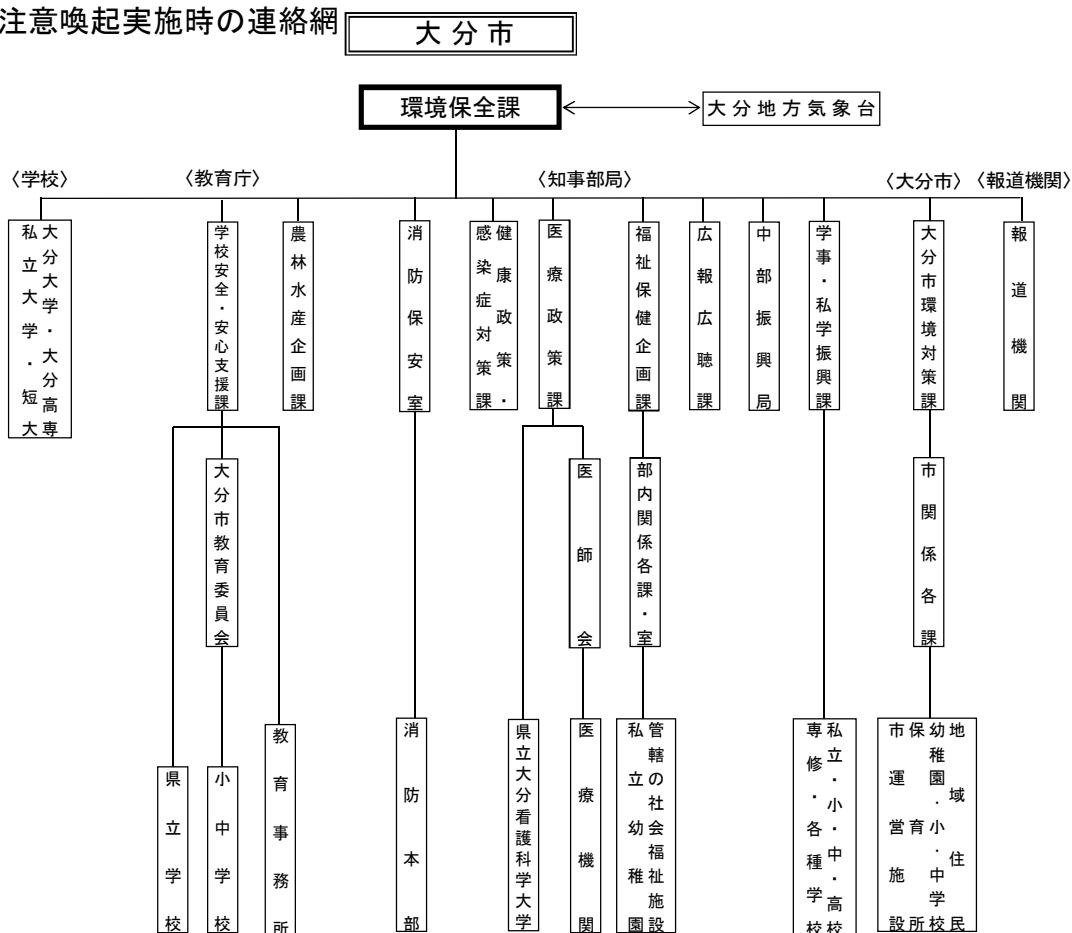 注意喚起実施時の連絡網
大分市
環境保全課
大分地方気象台
〈学校〉
〈教育庁〉
〈知事部局〉
〈大分市〉
〈報道機関〉
大分大学・大分高専
私立大学・短大
学校安全・安心支援課
農林水産企画課
消防保安室
健康政策・
感染症対策課
医療政策課
福祉保健企画課
広報広聴課
中部振興局
学事・私学振興課
大分市環境対策課
報道機関
大分市教育委員会
医師会
部内関係各課・室
市関係各課
県立学校
小中学校
教育事務所
消防本部
県立大分看護科学大学
医療機関
管轄の社会福祉施設
私立幼稚園
私立・小・中・高校
専修・各種学校
地域住民
幼稚園・小・中学校
保育所
市運営施設